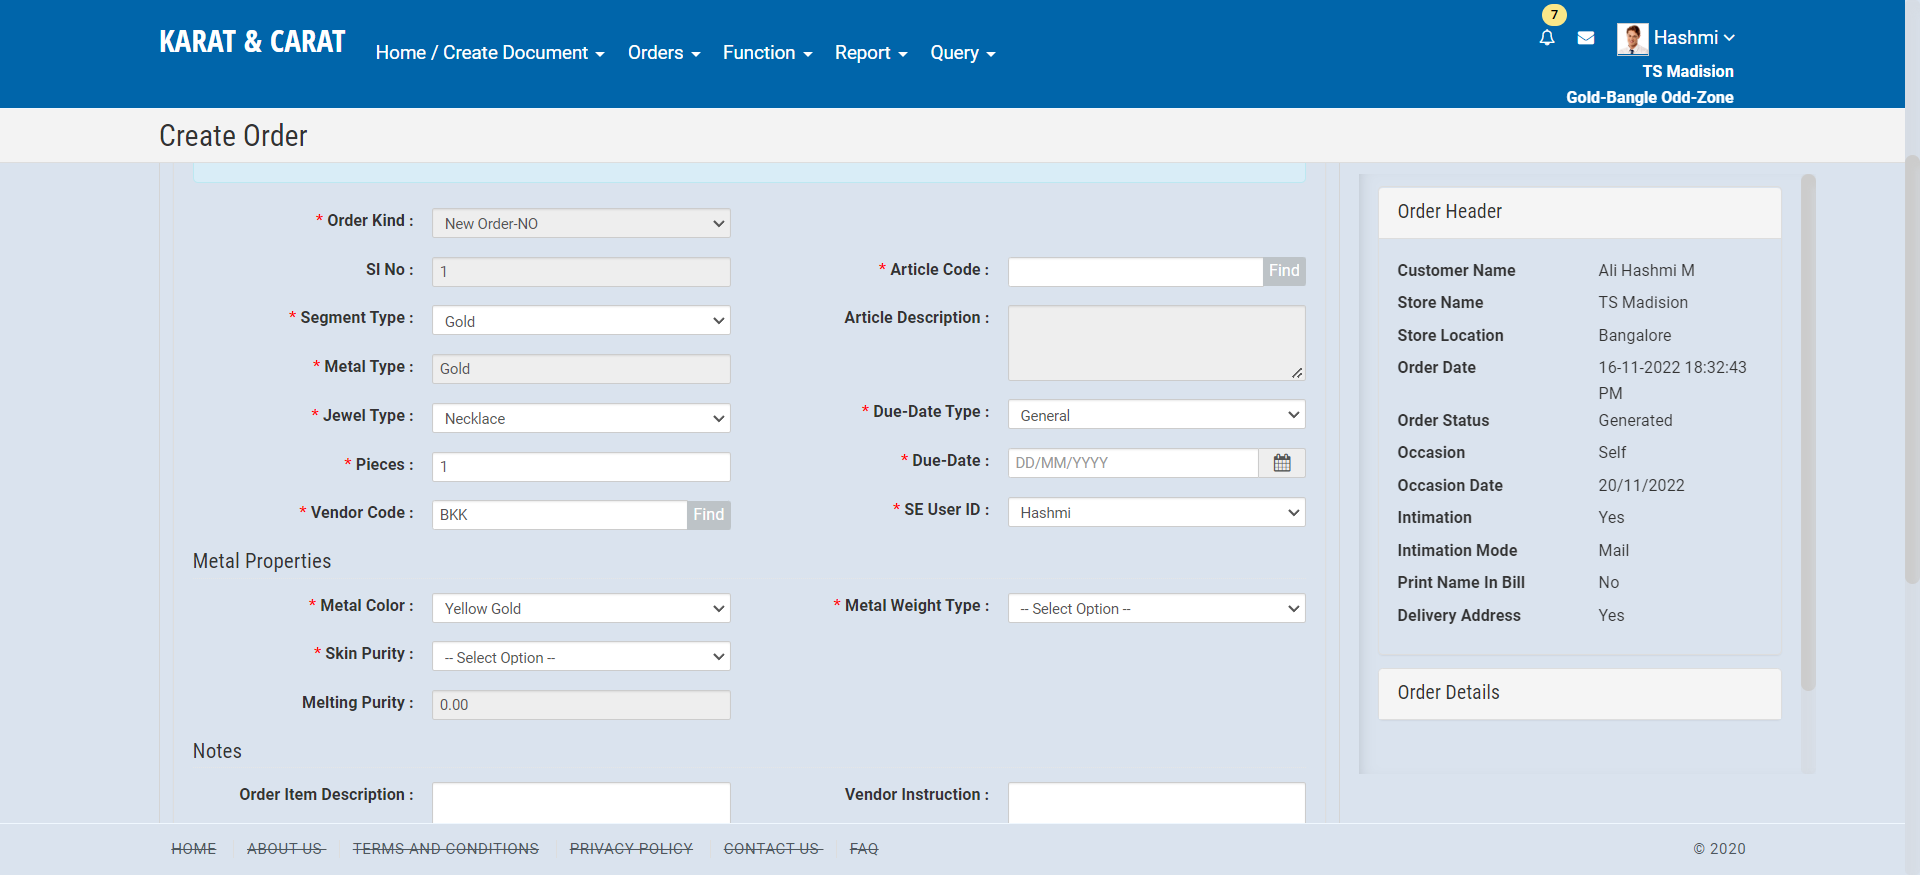 7
KARAT & CARAT
Home / Create Document
Orders
Function
Report
Query
Hashmi
TS Madision
Gold-Bangle Odd-Zone
Create Order
* Order Kind :
New Order-NO
SI No :
1
* Article Code :
Find
* Segment Type :
Gold
Article Description :
* Metal Type :
Gold
* Jewel Type :
Necklace
* Due-Date Type :
General
* Pieces :
1
* Due-Date :
DD/MM/YYYY
* Vendor Code :
BKK
Find
* SE User ID :
Hashmi
Metal Properties
* Metal Color :
Yellow Gold
* Metal Weight Type :
-- Select Option --
* Skin Purity :
-- Select Option --
Melting Purity :
0.00
Notes
Order Item Description :
Vendor Instruction :
Order Header
Customer Name
Ali Hashmi M
Store Name
TS Madision
Store Location
Bangalore
Order Date
16-11-2022 18:32:43
PM
Order Status
Generated
Occasion
Self
Occasion Date
20/11/2022
Intimation
Yes
Intimation Mode
Mail
Print Name In Bill
No
Delivery Address
Yes
Order Details
HOME
ABOUT US
TERMS AND CONDITIONS
PRIVACY POLICY
CONTACT US
FAQ
© 2020